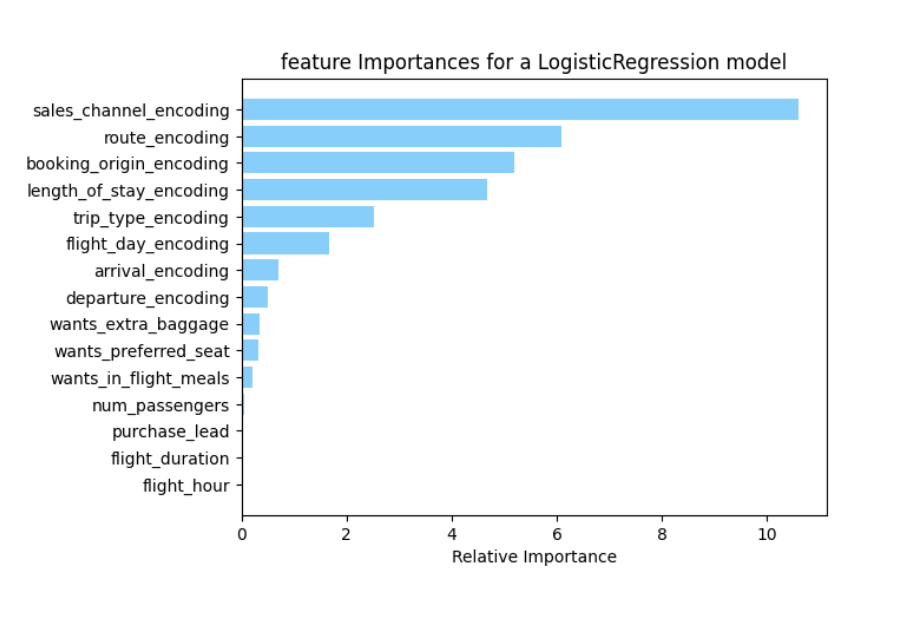 feature Importances for a LogisticRegression model
sales_channel_encoding
route_encoding
booking_origin_encoding
length_of_stay_encoding
trip_type_encoding
flight_day_encoding
arrival_encoding
departure_encoding
wants_extra_baggage
wants_preferred_seat
wants_in_flight_meals
num_passengers
purchase_lead
flight_duration
flight_hour
0 2 4 6 8 10
Relative Importance